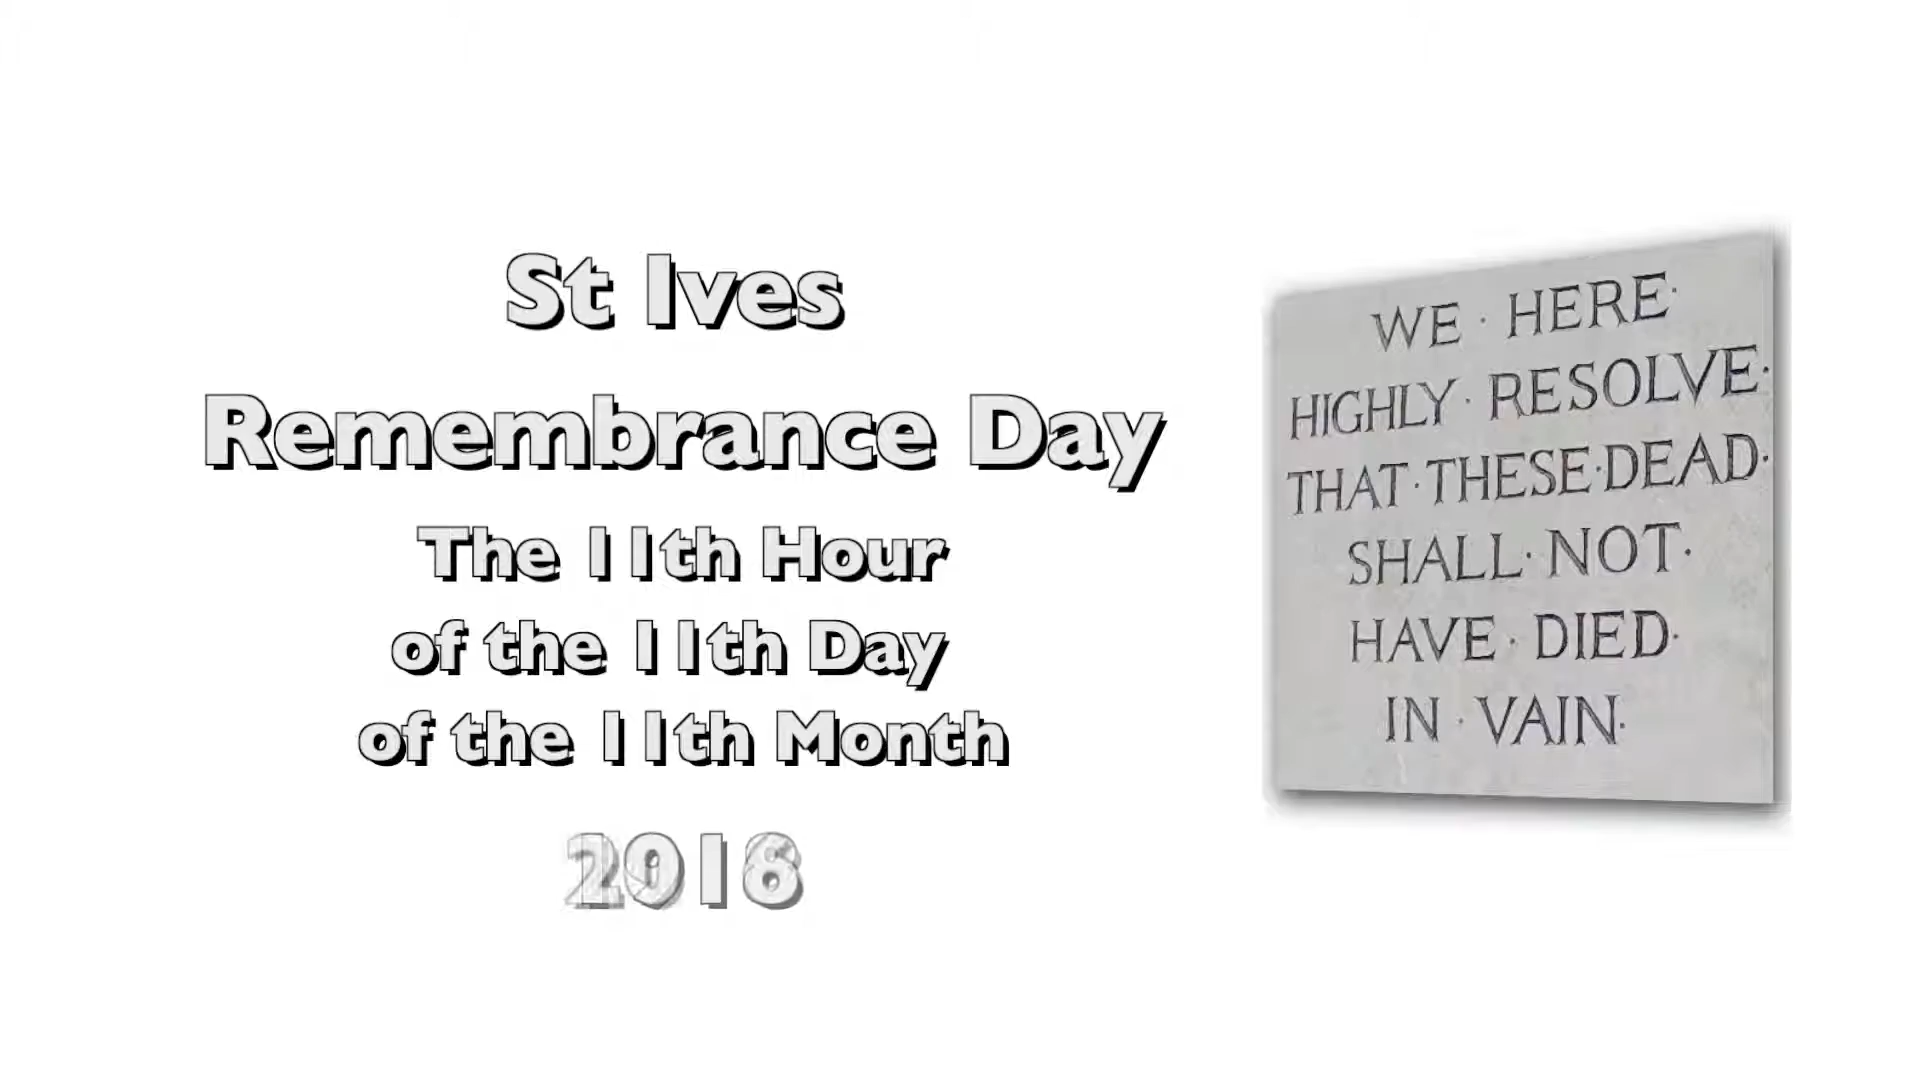 St Ives
Remembrance Day
The 11th Hour
of the 11th Day
of the 11th Month
WE · HERE ·
HIGHLY · RESOLVE ·
THAT · THESE · DEAD ·
SHALL · NOT ·
HAVE · DIED ·
IN · VAIN ·